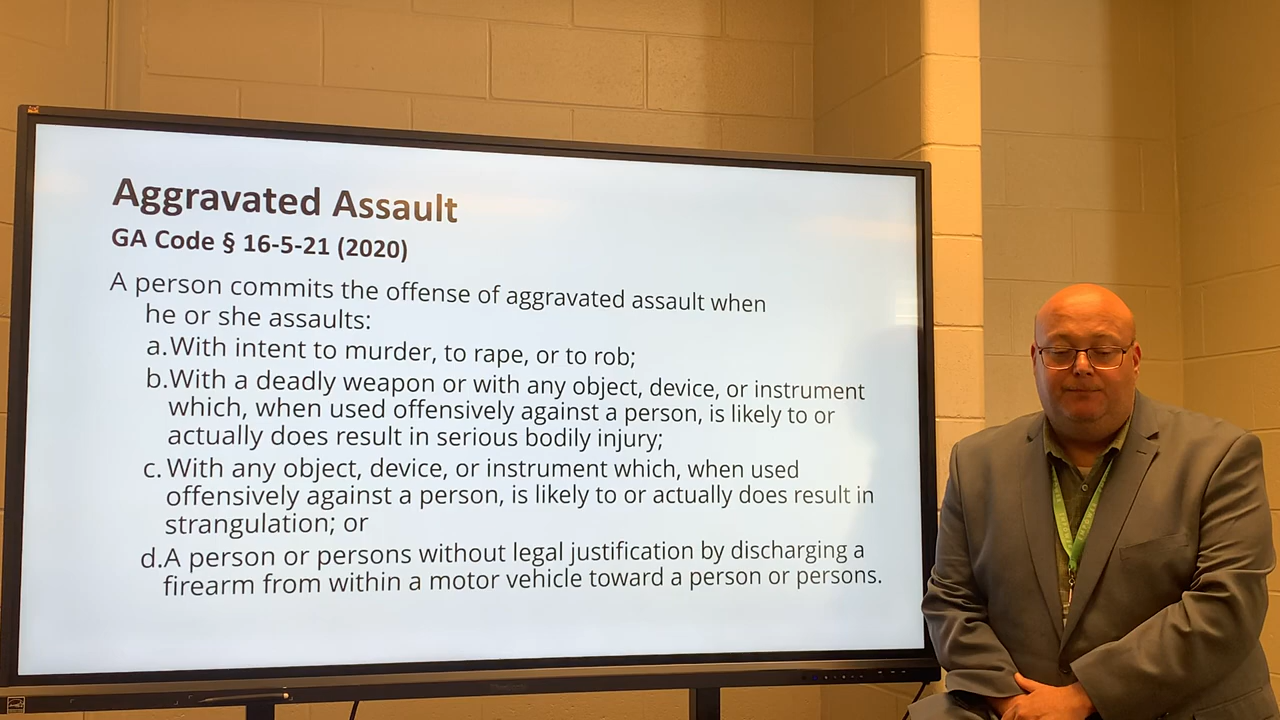 Aggravated Assault
GA Code § 16-5-21 (2020)
A person commits the offense of aggravated assault when
he or she assaults:
a.With intent to murder, to rape, or to rob;
b.With a deadly weapon or with any object, device, or instrument
which, when used offensively against a person, is likely to or
actually does result in serious bodily injury;
c. With any object, device, or instrument which, when used
offensively against a person, is likely to or actually does result in
strangulation; or
d.A person or persons without legal justification by discharging a
firearm from within a motor vehicle toward a person or persons.